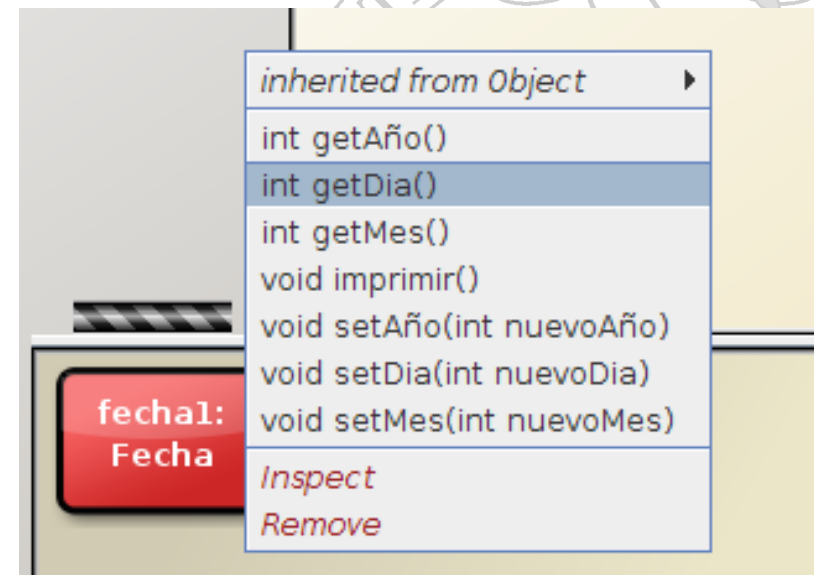 inherited from Object
int getAño()
int getDia()
int getMes()
void imprimir()
void setAño(int nuevoAño)
void setDia(int nuevoDia)
void setMes(int nuevoMes)
Inspect
Remove
fecha1:
Fecha